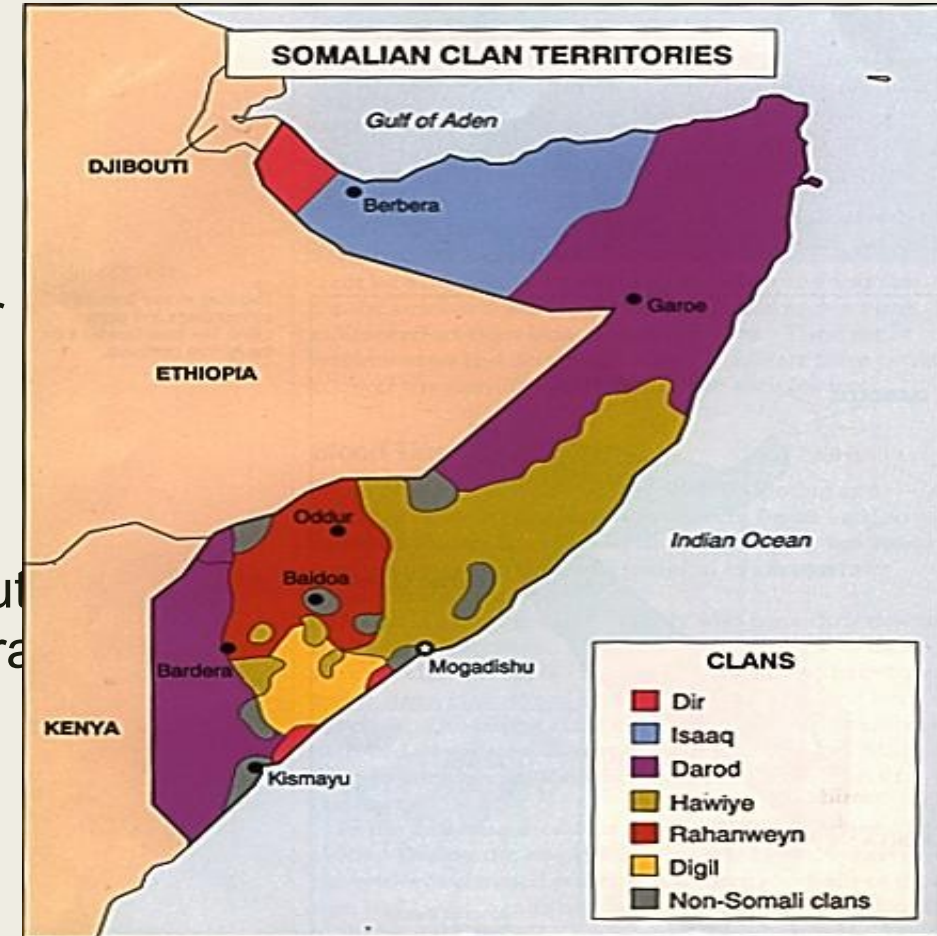 SOMALIAN CLAN TERRITORIES
Gulf of Aden
DJIBOUTI
Berbera
Garoe
ETHIOPIA
Oddur
Indian Ocean
Baidoa
Bardera
Mogadishu
KENYA
Kismayu
CLANS
Dir
Isaaq
Darod
Hawiye
Rahanweyn
Digil
Non-Somali clans